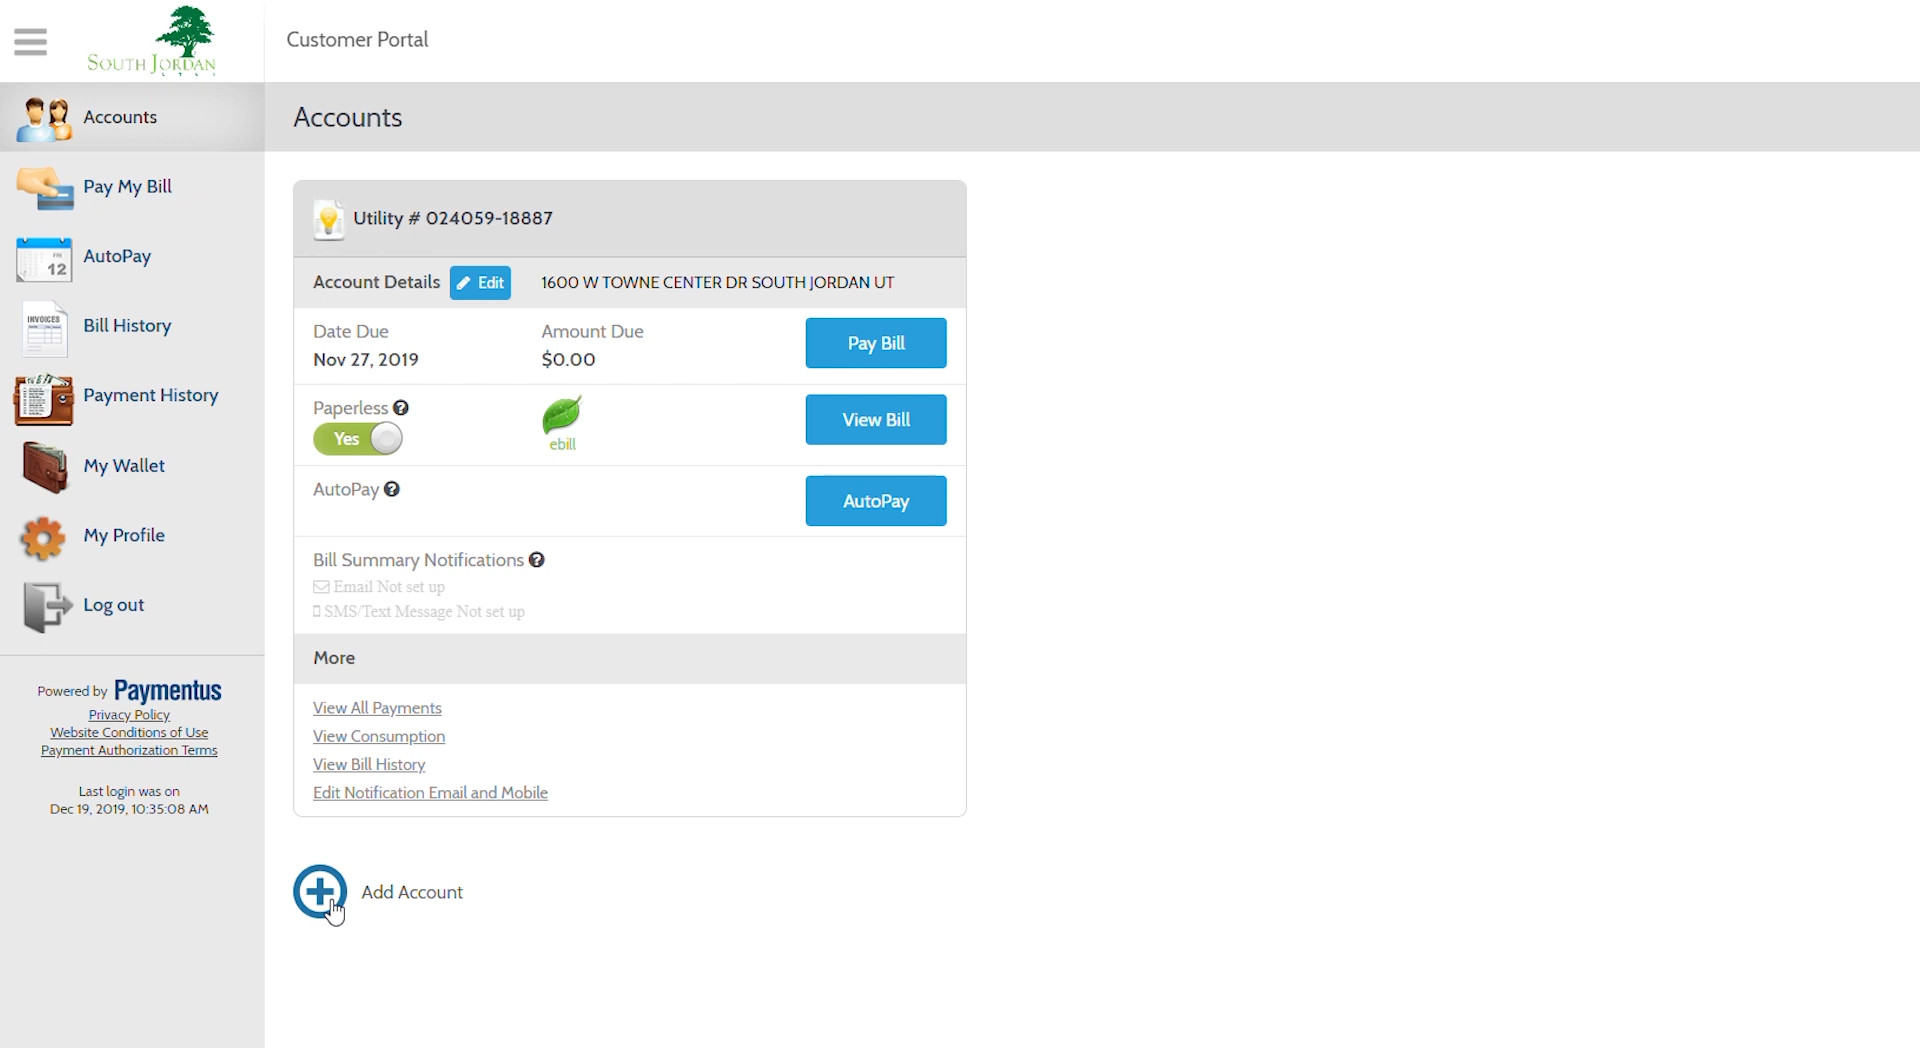 SOUTH JORDAN
Customer Portal
Accounts
Pay My Bill
12
AutoPay
INVOICES
Bill History
Payment History
My Wallet
My Profile
Log out
Powered by Paymentus
Privacy Policy
Website Conditions of Use
Payment Authorization Terms
Last login was on
Dec 19, 2019, 10:35:08 AM
Accounts
Utility # 024059-18887
Account Details Edit 1600 W TOWNE CENTER DR SOUTH JORDAN UT
Date Due Amount Due
Nov 27, 2019 $0.00 Pay Bill
Paperless ?
Yes ebill View Bill
AutoPay ? AutoPay
Bill Summary Notifications ?
Email Not set up
SMS/Text Message Not set up
More
View All Payments
View Consumption
View Bill History
Edit Notification Email and Mobile
Add Account